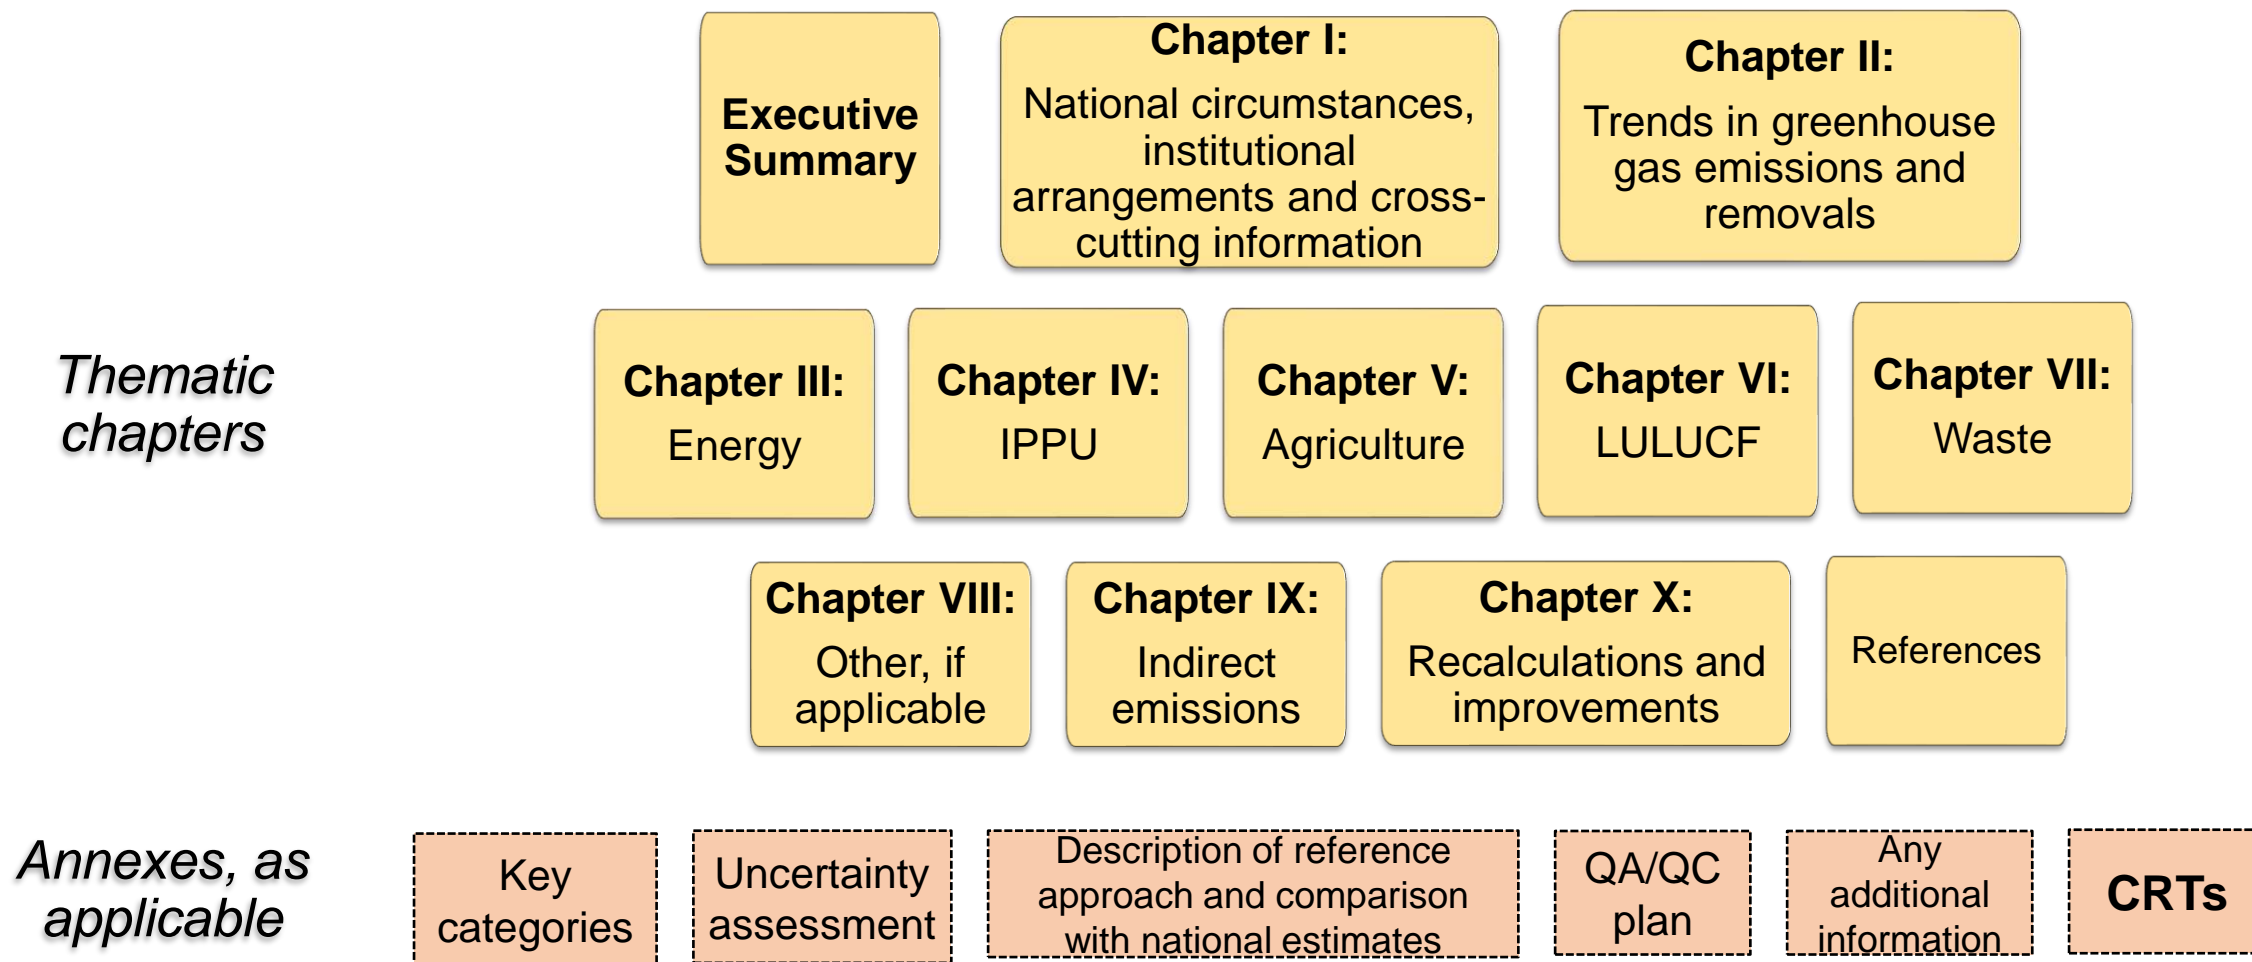 Executive
Summary
Chapter I:
National circumstances,
institutional
arrangements and cross-
cutting information
Chapter II:
Trends in greenhouse
gas emissions and
removals
Thematic
chapters
Chapter III:
Energy
Chapter IV:
IPPU
Chapter V:
Agriculture
Chapter VI:
LULUCF
Chapter VII:
Waste
Chapter VIII:
Other, if
applicable
Chapter IX:
Indirect
emissions
Chapter X:
Recalculations and
improvements
References
Annexes, as
applicable
Key
categories
Uncertainty
assessment
Description of reference
approach and comparison
with national estimates
QA/QC
plan
Any
additional
information
CRTs